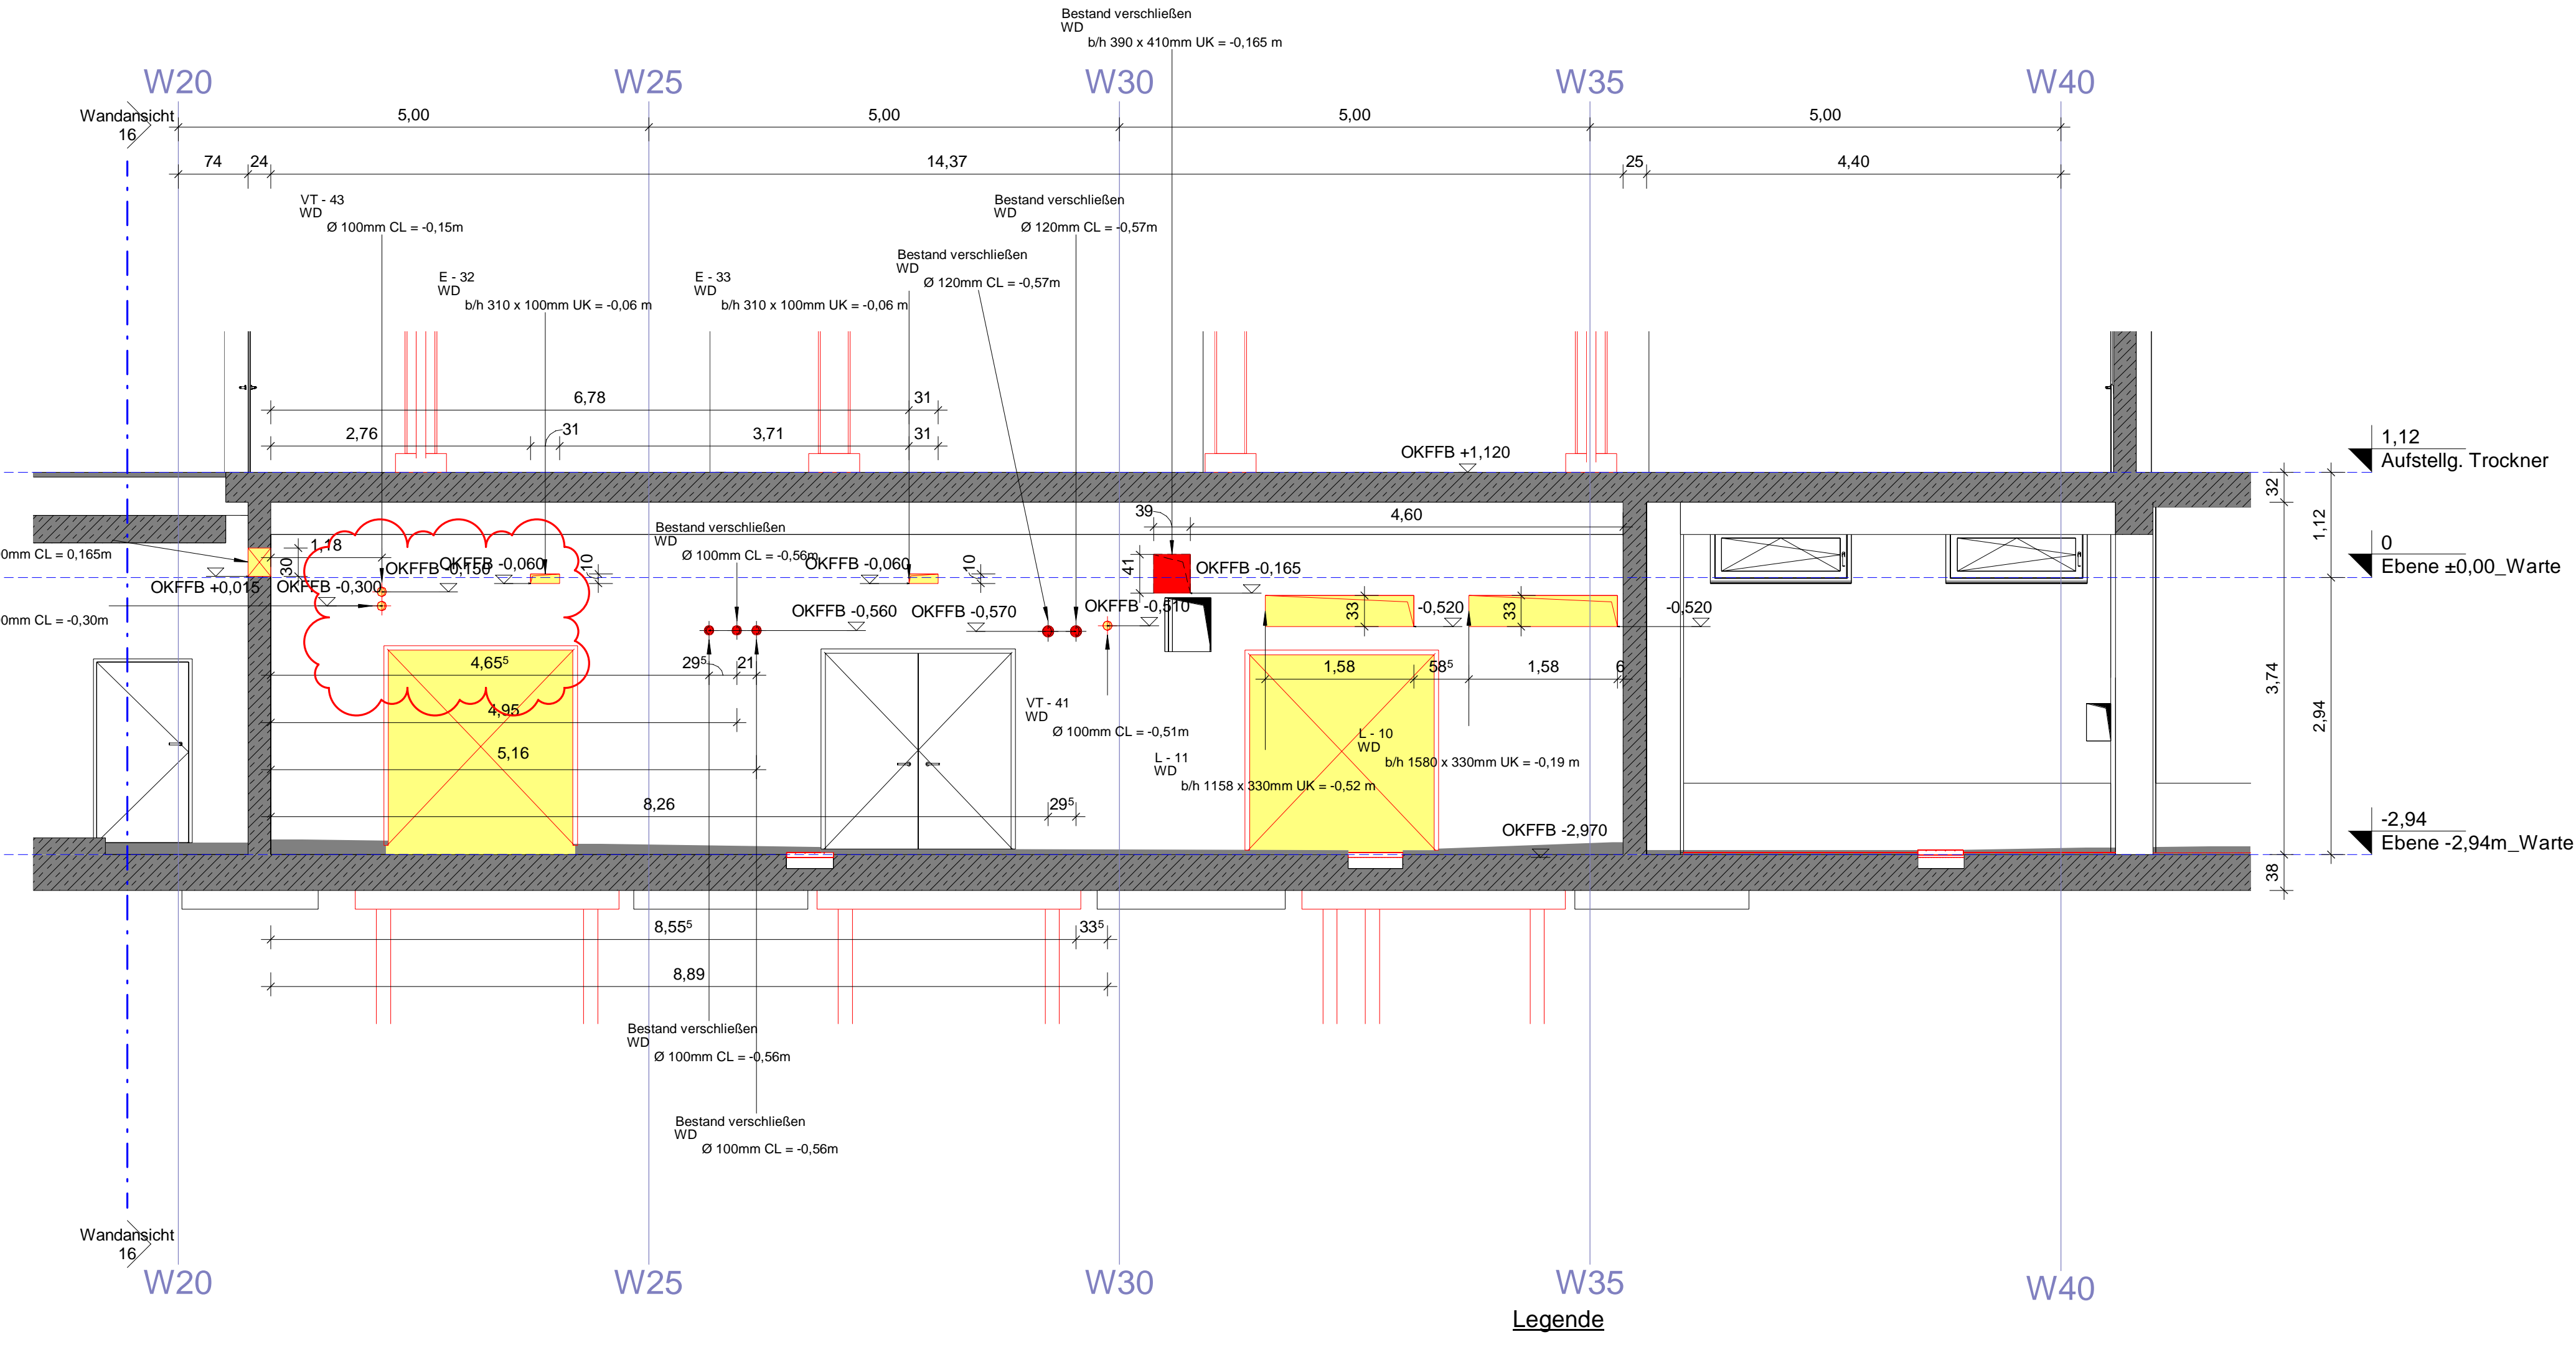 Bestand verschließen
WD
b/h 390 x 410mm UK = -0,165 m
W20
W25
W30
W35
W40
Wandansicht
16
5,00
5,00
5,00
5,00
74
24
14,37
25
4,40
VT - 43
WD
Ø 100mm CL = -0,15m
Bestand verschließen
WD
Ø 120mm CL = -0,57m
Bestand verschließen
WD
Ø 120mm CL = -0,57m
E - 32
WD
b/h 310 x 100mm UK = -0,06 m
E - 33
WD
b/h 310 x 100mm UK = -0,06 m
6,78
31
2,76
31
3,71
31
OKFFB +1,120
1,12
Aufstellg. Trockner
32
1,12
39
4,60
Bestand verschließen
WD
Ø 100mm CL = -0,56m
1,18
0mm CL = 0,165m
30
OKFFB +0,015
OKFFB -0,300
OKFFB -0,150
OKFFB -0,060
10
OKFFB -0,060
10
41
OKFFB -0,165
0
Ebene ±0,00_Warte
0mm CL = -0,30m
OKFFB -0,560
OKFFB -0,570
OKFFB -0,510
33
-0,520
33
-0,520
4,65⁵
29⁵
21
1,58
58⁵
1,58
6
3,74
2,94
4,95
VT - 41
WD
Ø 100mm CL = -0,51m
5,16
L - 10
WD
b/h 1580 x 330mm UK = -0,19 m
L - 11
WD
b/h 1158 x 330mm UK = -0,52 m
8,26
29⁵
OKFFB -2,970
-2,94
Ebene -2,94m_Warte
38
8,55⁵
33⁵
8,89
Bestand verschließen
WD
Ø 100mm CL = -0,56m
Bestand verschließen
WD
Ø 100mm CL = -0,56m
Wandansicht
16
W20
W25
W30
W35
W40
Legende